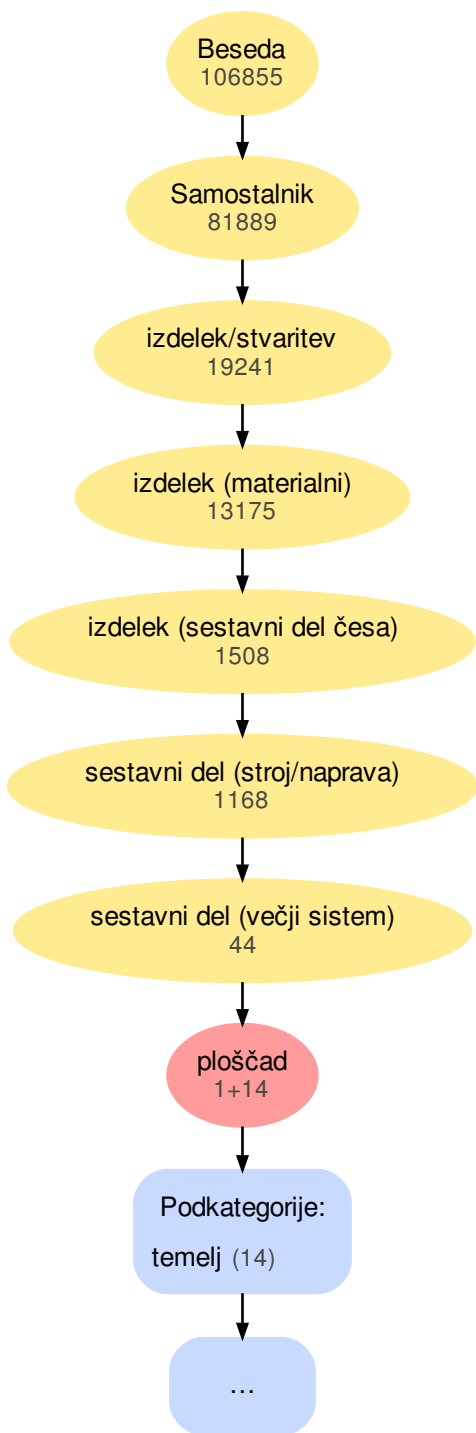 Beseda
106855
Samostalnik
81889
izdelek/stvaritev
19241
izdelek (materialni)
13175
izdelek (sestavni del česa)
1508
sestavni del (stroj/naprava)
1168
sestavni del (večji sistem)
44
ploščad
1+14
Podkategorije:
temelj (14)
...